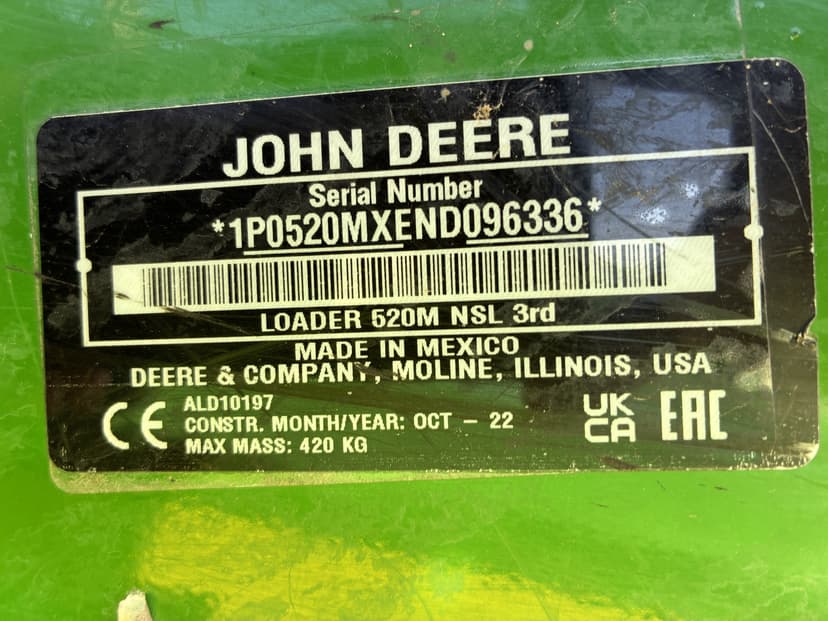 JOHN DEERE
Serial Number
*1P0520MXEND096336*
LOADER 520M NSL 3rd
MADE IN MEXICO
DEERE & COMPANY, MOLINE, ILLINOIS, USA
CE
ALD10197
CONSTR. MONTH/YEAR: OCT - 22
MAX MASS: 420 KG
UK
CA
EAC